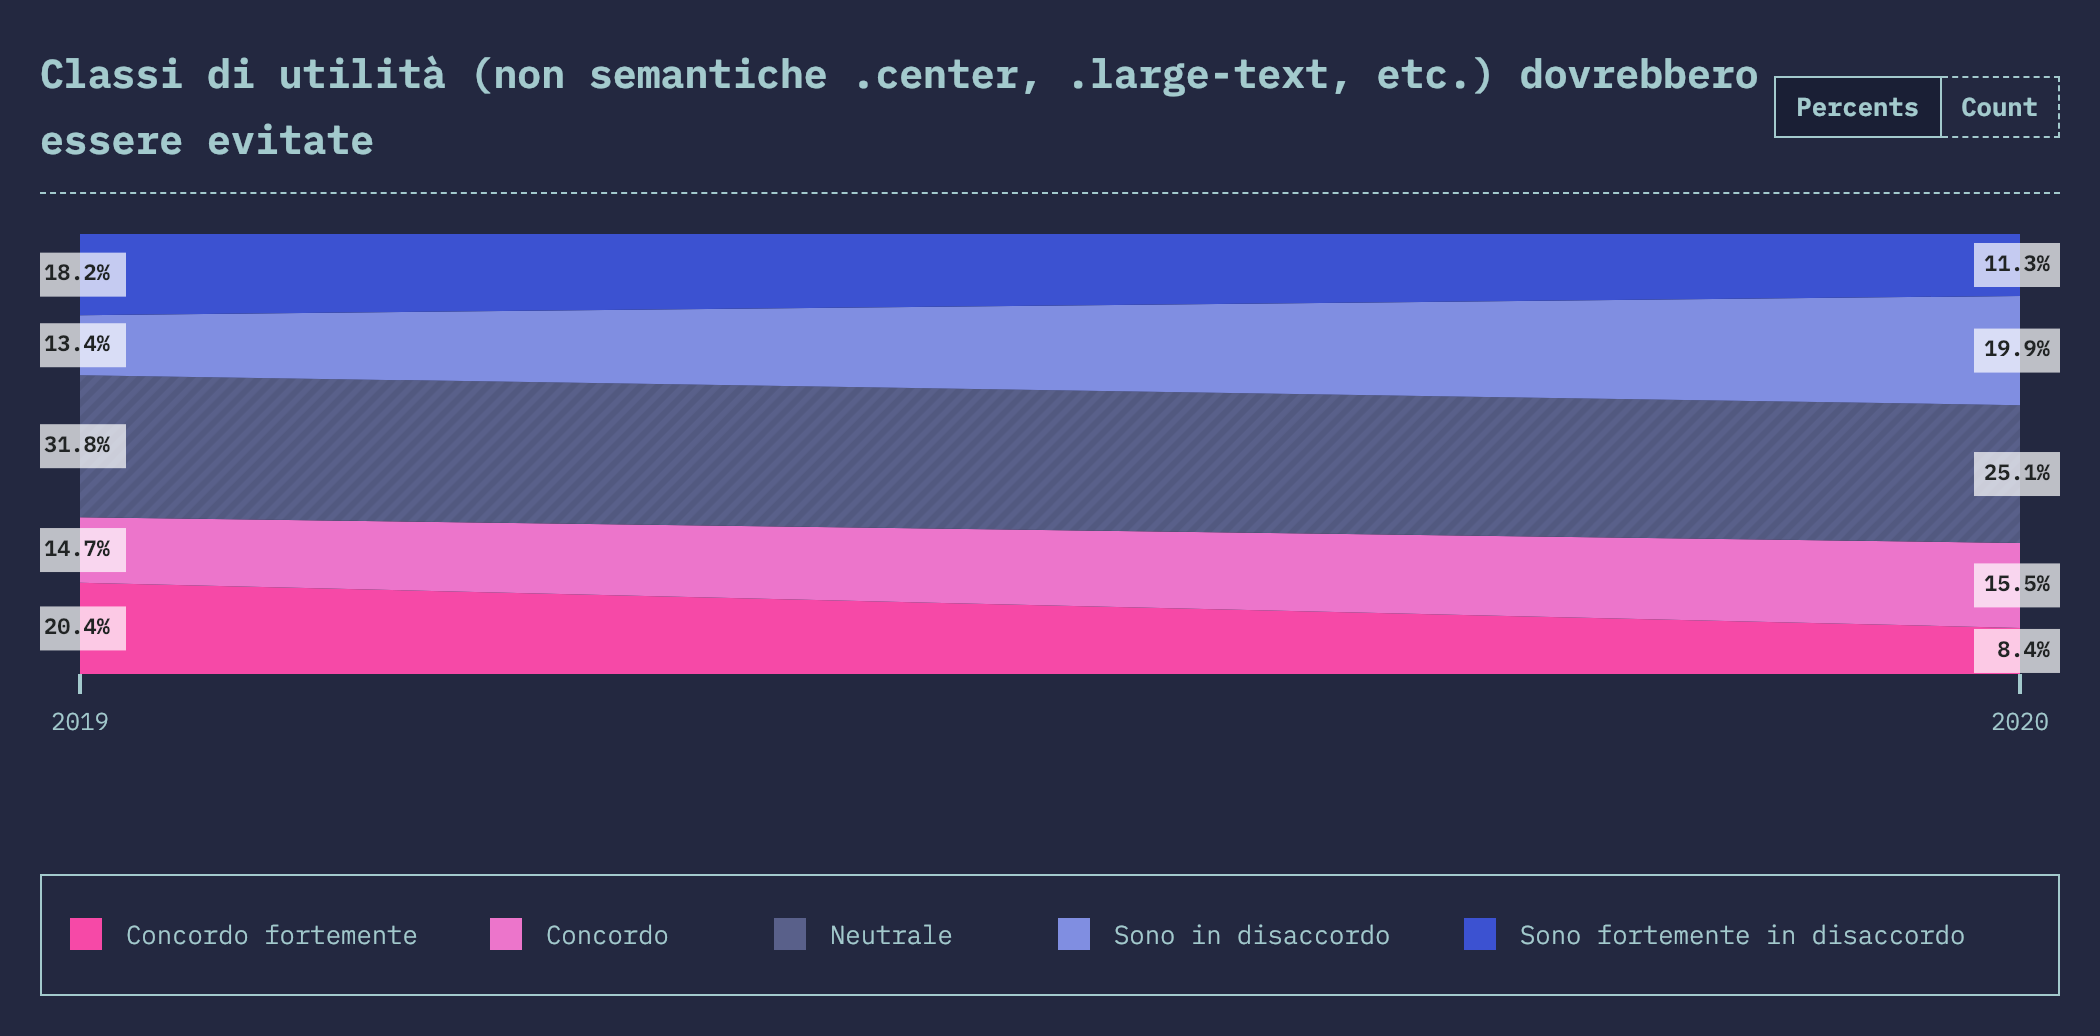 Classi di utilità (non semantiche .center, .large-text, etc.) dovrebbero
essere evitate
Percents
Count
18.2%
11.3%
13.4%
19.9%
31.8%
25.1%
14.7%
15.5%
20.4%
8.4%
2019
2020
Concordo fortemente
Concordo
Neutrale
Sono in disaccordo
Sono fortemente in disaccordo